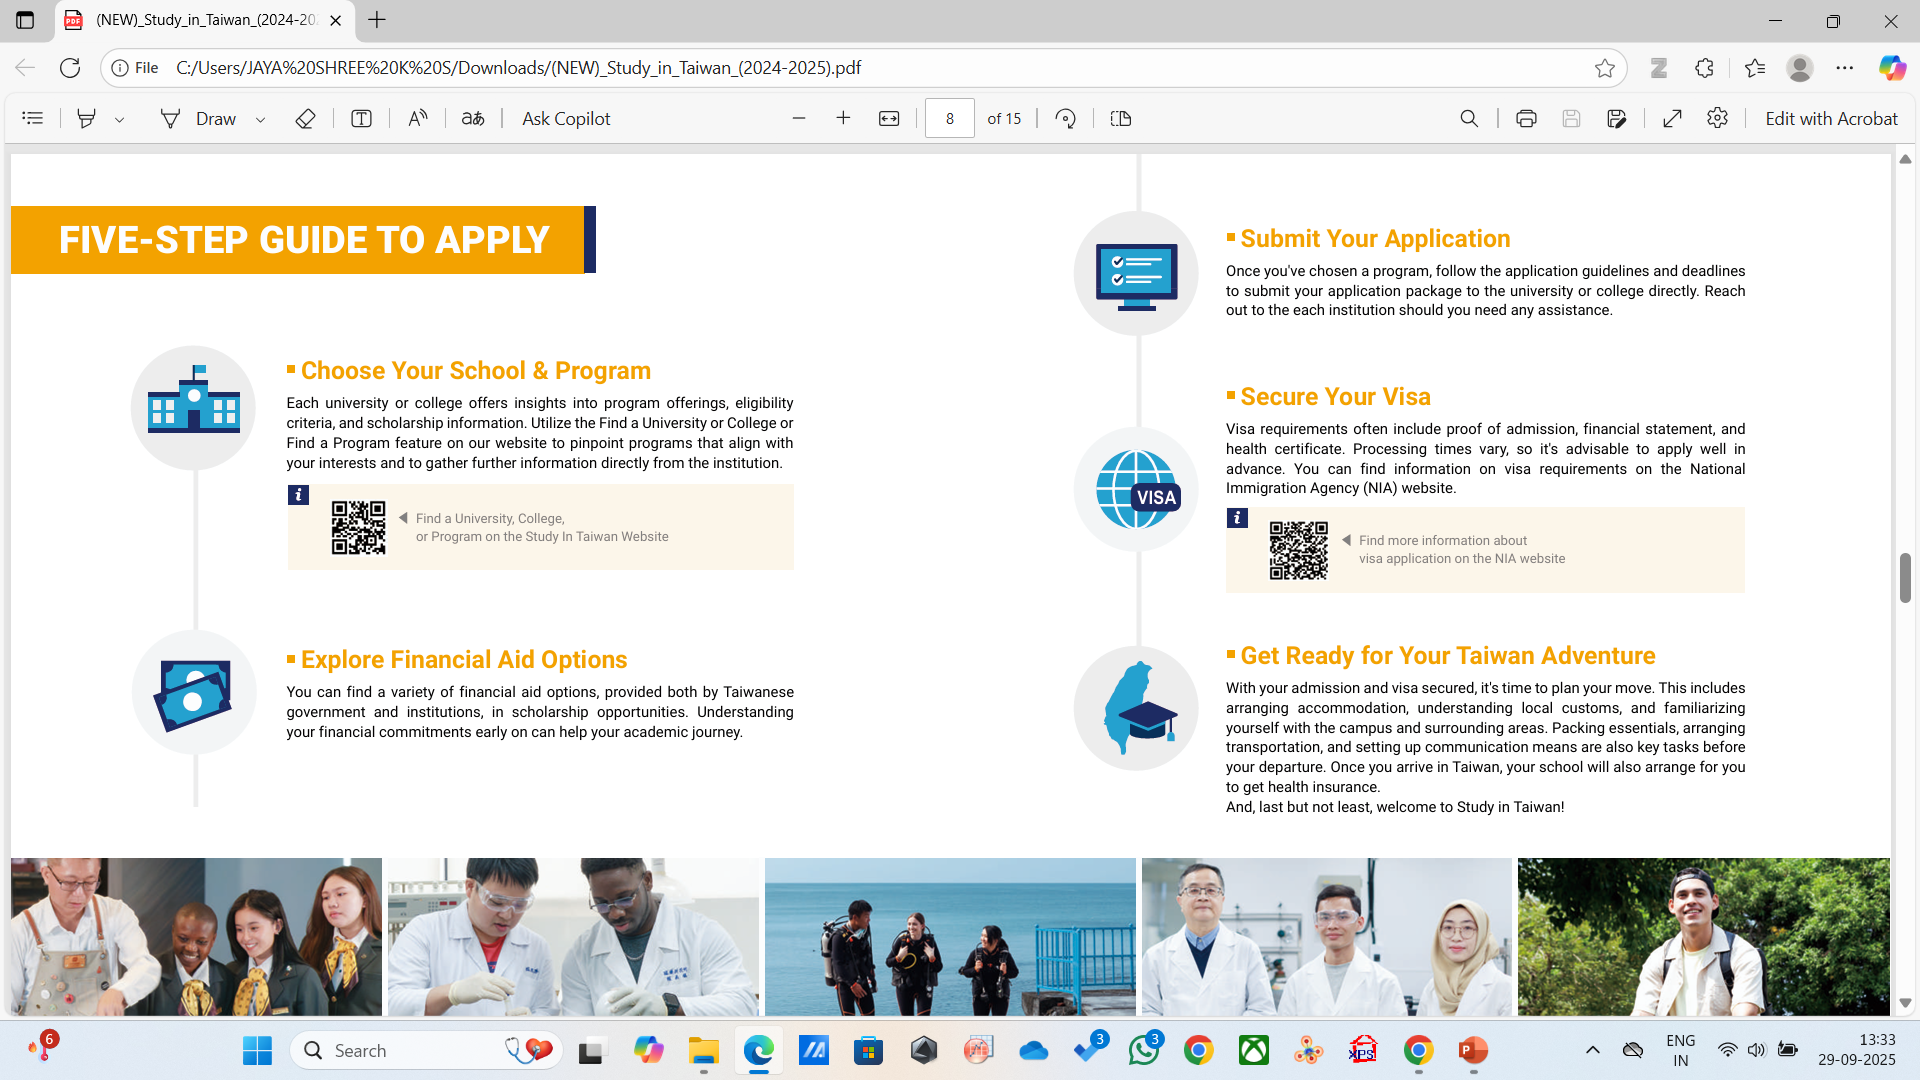 (NEW)_Study_in_Taiwan_(2024-20
File C:/Users/JAYA%20SHREE%20K%20S/Downloads/(NEW)_Study_in_Taiwan_(2024-2025).pdf
Draw
Ask Copilot
8 of 15
Edit with Acrobat
FIVE-STEP GUIDE TO APPLY
Choose Your School & Program
Each university or college offers insights into program offerings, eligibility
criteria, and scholarship information. Utilize the Find a University or College or
Find a Program feature on our website to pinpoint programs that align with
your interests and to gather further information directly from the institution.
i
Find a University, College,
or Program on the Study In Taiwan Website
Explore Financial Aid Options
You can find a variety of financial aid options, provided both by Taiwanese
government and institutions, in scholarship opportunities. Understanding
your financial commitments early on can help your academic journey.
Submit Your Application
Once you've chosen a program, follow the application guidelines and deadlines
to submit your application package to the university or college directly. Reach
out to the each institution should you need any assistance.
Secure Your Visa
Visa requirements often include proof of admission, financial statement, and
health certificate. Processing times vary, so it's advisable to apply well in
advance. You can find information on visa requirements on the National
Immigration Agency (NIA) website.
VISA
i
Find more information about
visa application on the NIA website
Get Ready for Your Taiwan Adventure
With your admission and visa secured, it's time to plan your move. This includes
arranging accommodation, understanding local customs, and familiarizing
yourself with the campus and surrounding areas. Packing essentials, arranging
transportation, and setting up communication means are also key tasks before
your departure. Once you arrive in Taiwan, your school will also arrange for you
to get health insurance.
And, last but not least, welcome to Study in Taiwan!
6
Search
3
3
XPS
P
ENG
IN
13:33
29-09-2025